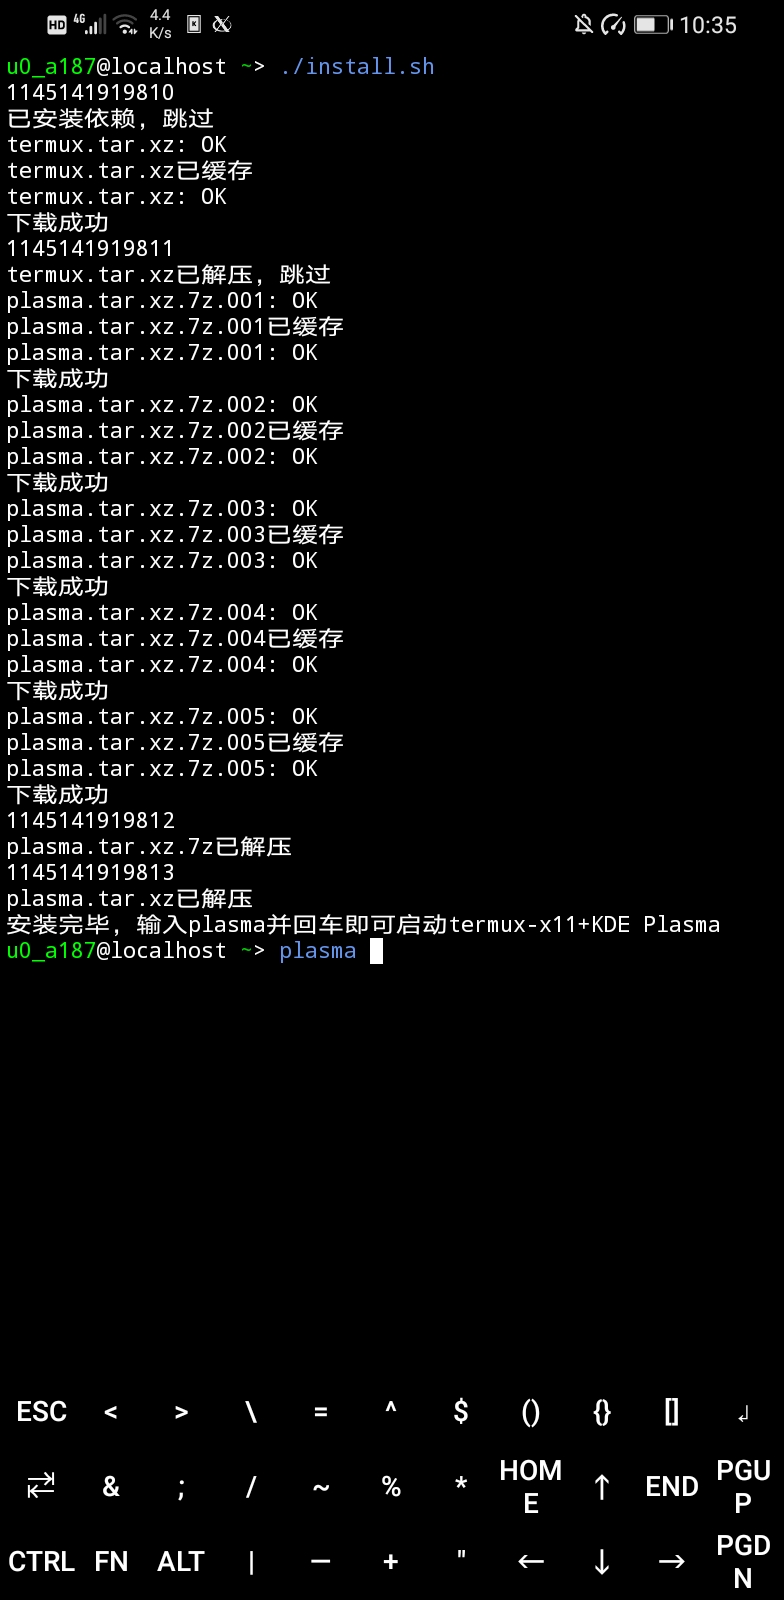 HD 4G 4.4 K/s 10:35
u0_a187@localhost ~> ./install.sh
1145141919810
已安装依赖，跳过
termux.tar.xz: OK
termux.tar.xz已缓存
termux.tar.xz: OK
下载成功
1145141919811
termux.tar.xz已解压，跳过
plasma.tar.xz.7z.001: OK
plasma.tar.xz.7z.001已缓存
plasma.tar.xz.7z.001: OK
下载成功
plasma.tar.xz.7z.002: OK
plasma.tar.xz.7z.002已缓存
plasma.tar.xz.7z.002: OK
下载成功
plasma.tar.xz.7z.003: OK
plasma.tar.xz.7z.003已缓存
plasma.tar.xz.7z.003: OK
下载成功
plasma.tar.xz.7z.004: OK
plasma.tar.xz.7z.004已缓存
plasma.tar.xz.7z.004: OK
下载成功
plasma.tar.xz.7z.005: OK
plasma.tar.xz.7z.005已缓存
plasma.tar.xz.7z.005: OK
下载成功
1145141919812
plasma.tar.xz.7z已解压
1145141919813
plasma.tar.xz已解压
安装完毕，输入plasma并回车即可启动termux-x11+KDE Plasma
u0_a187@localhost ~> plasma
ESC < > \ = ^ $ () {} [] ↲
⇄ & ; / ~ % * HOME ↑ END PGUP
CTRL FN ALT | — + " ← ↓ → PGDN